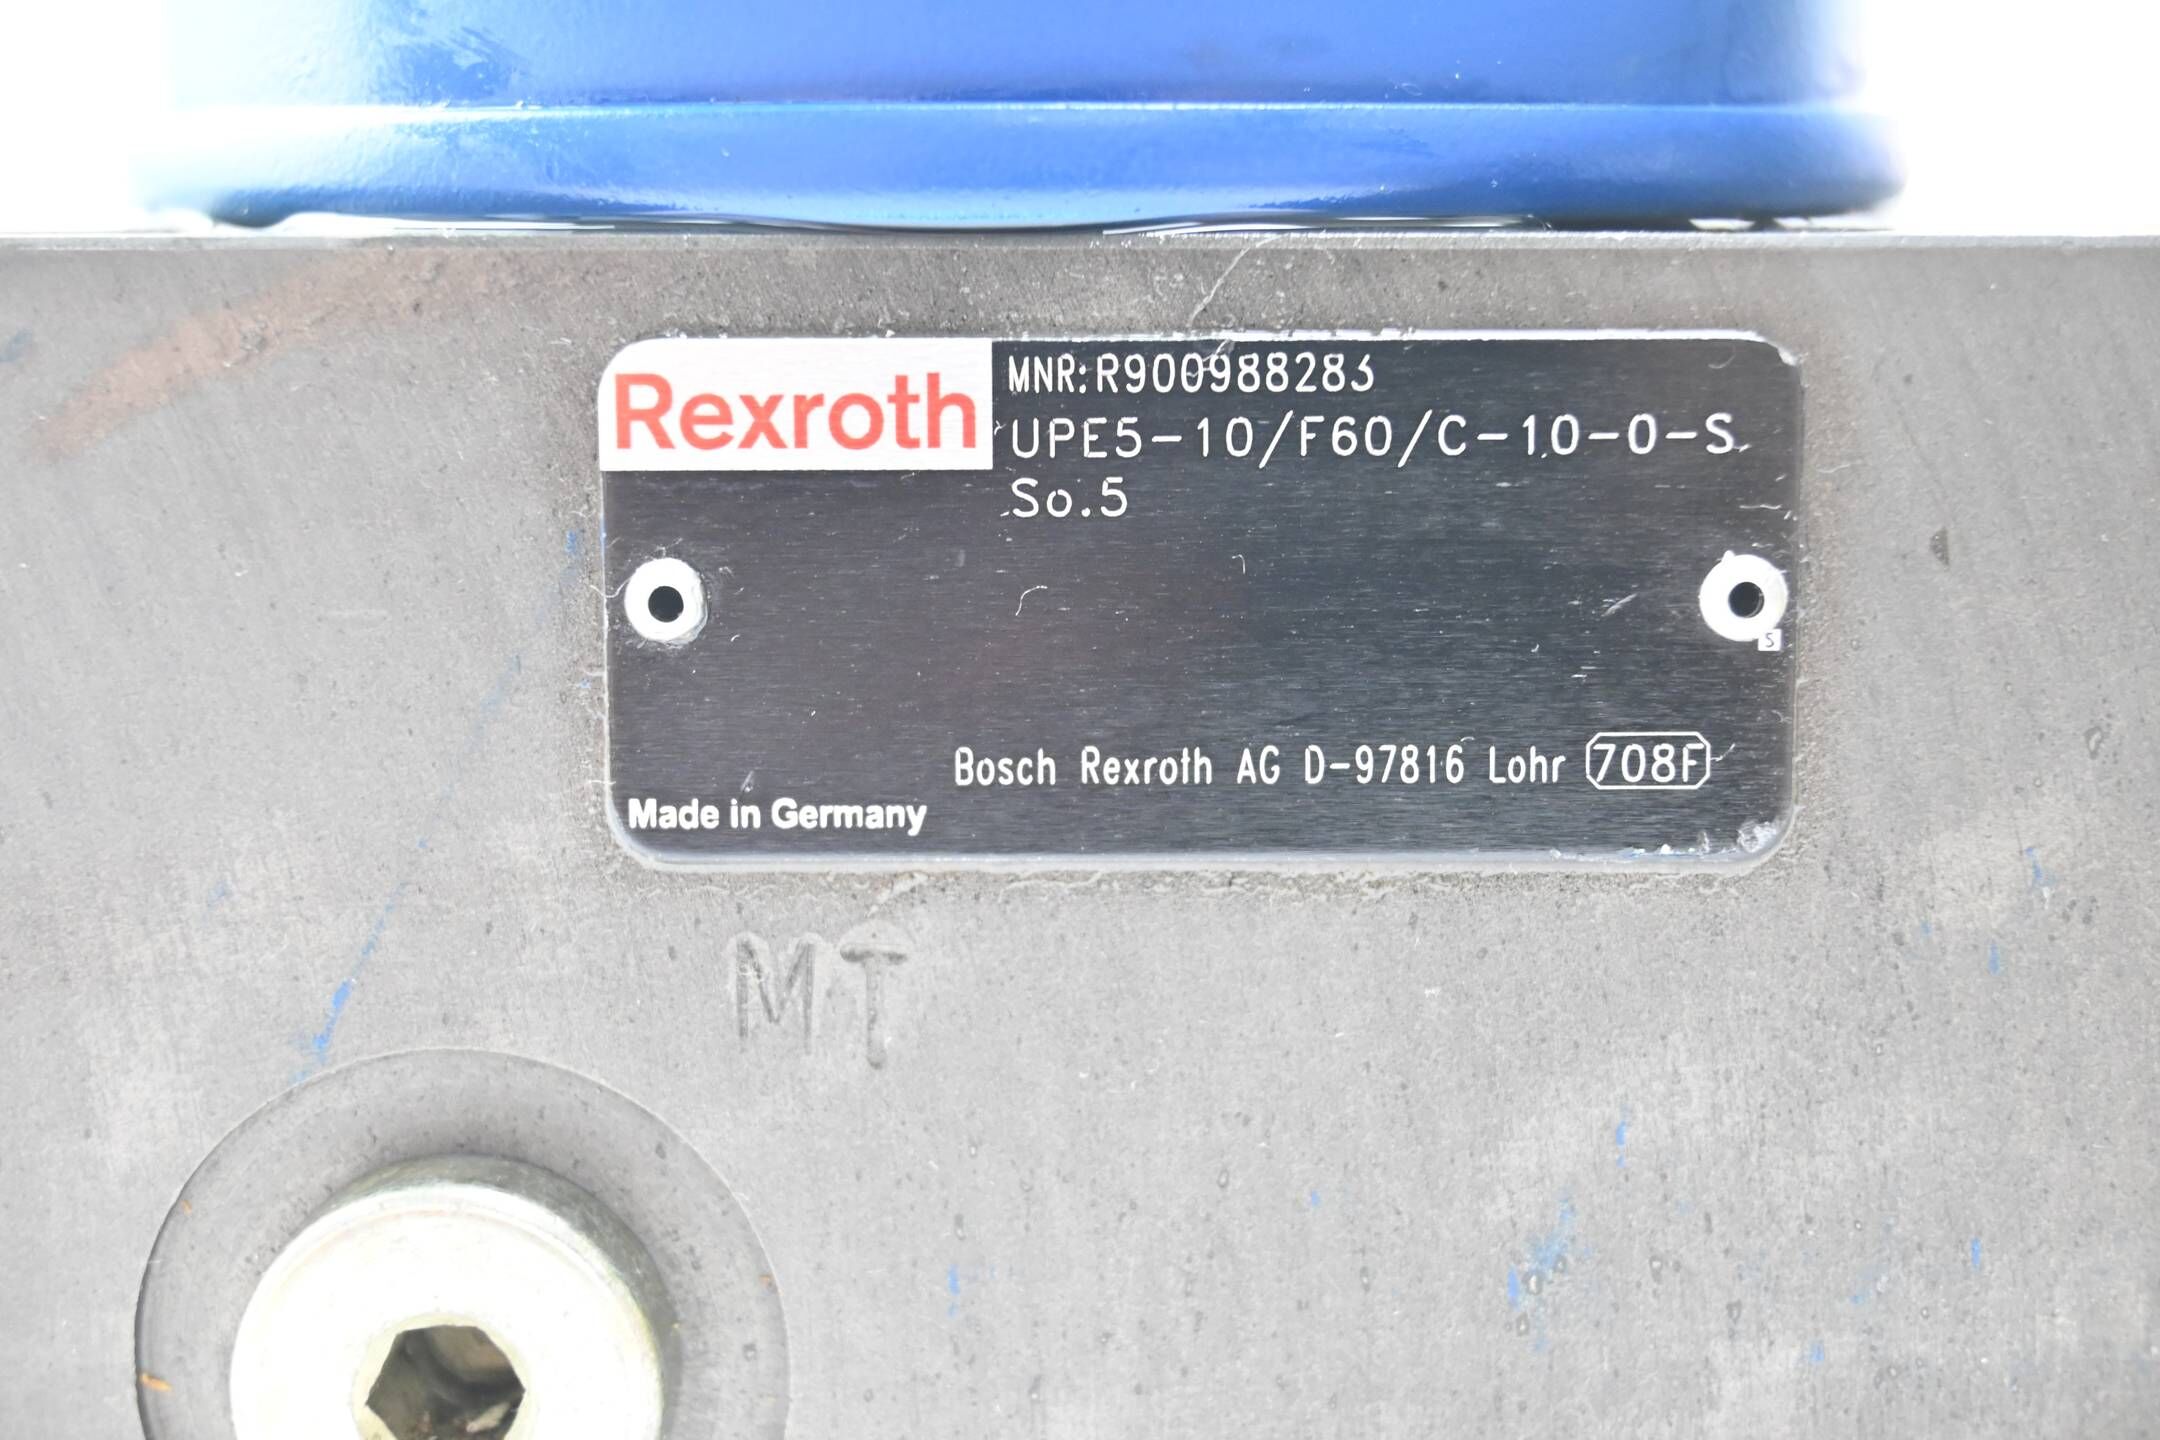 Rexroth
MNR:R900988283
UPE5-10/F60/C-10-0-S
So.5
S
Bosch Rexroth AG D-97816 Lohr 708F
Made in Germany
MT